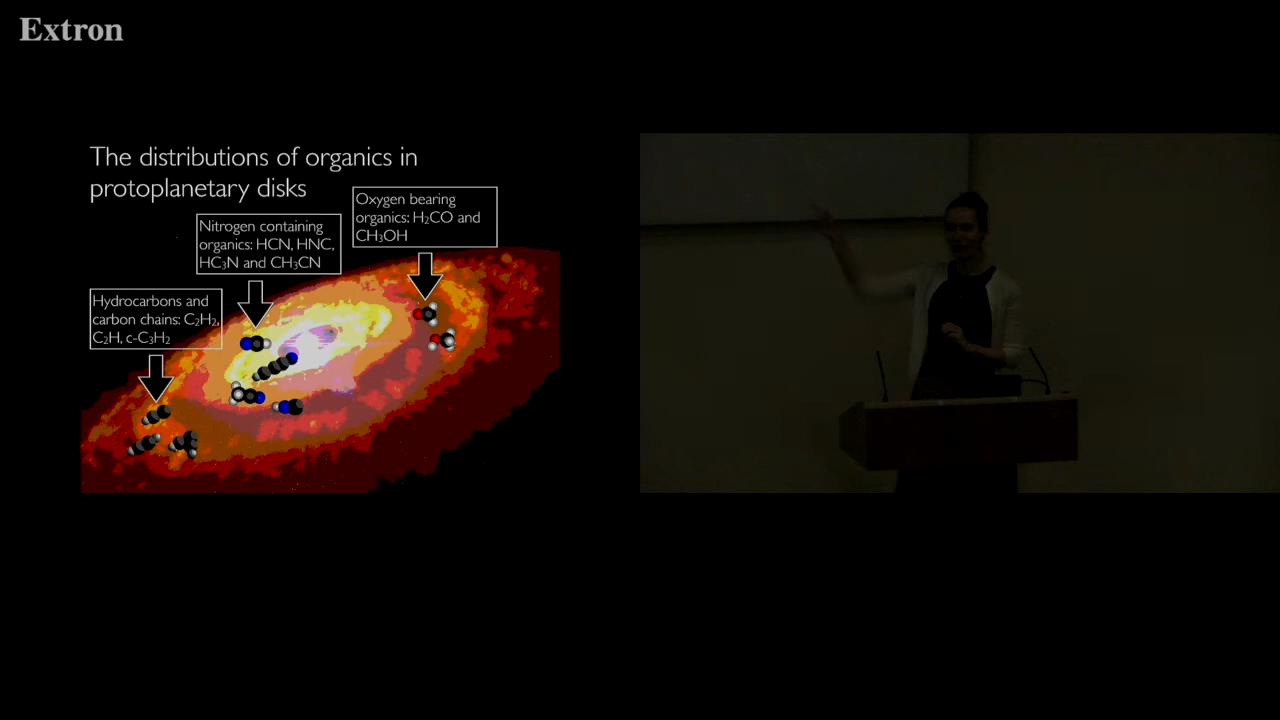 Extron
The distributions of organics in
protoplanetary disks
Oxygen bearing
organics: H₂CO and
CH₃OH
Nitrogen containing
organics: HCN, HNC,
HC₃N and CH₃CN
Hydrocarbons and
carbon chains: C₂H₂,
C₂H, c-C₃H₂